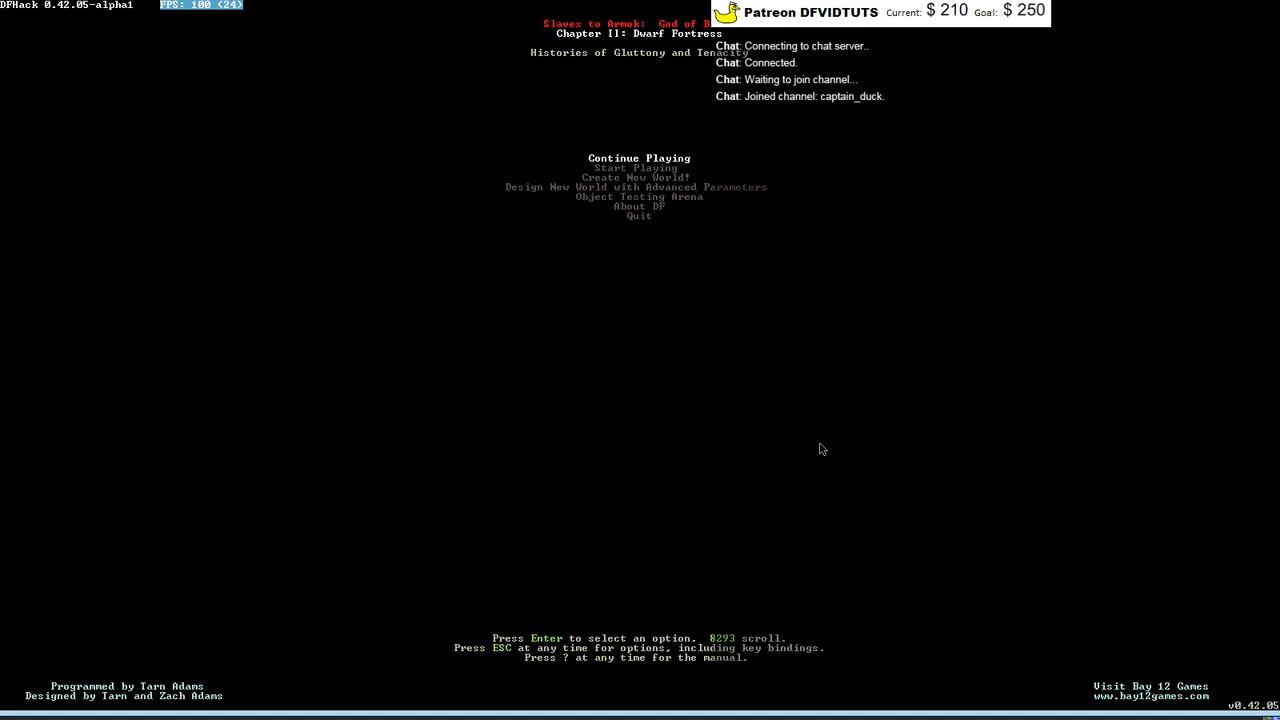 DFHack 0.42.05-alpha1 FPS: 100 (24)
Patreon DFVIDTUTS Current: $ 210 Goal: $ 250
Slaves to Armok: God of B
Chapter II: Dwarf Fortress
Histories of Gluttony and Tenacity
Chat: Connecting to chat server..
Chat: Connected.
Chat: Waiting to join channel...
Chat: Joined channel: captain_duck.
Continue Playing
Start Playing
Create New World!
Design New World with Advanced Parameters
Object Testing Arena
About DF
Quit
Press Enter to select an option. 8293 scroll.
Press ESC at any time for options, including key bindings.
Press ? at any time for the manual.
Programmed by Tarn Adams
Designed by Tarn and Zach Adams
Visit Bay 12 Games
www.bay12games.com
v0.42.05